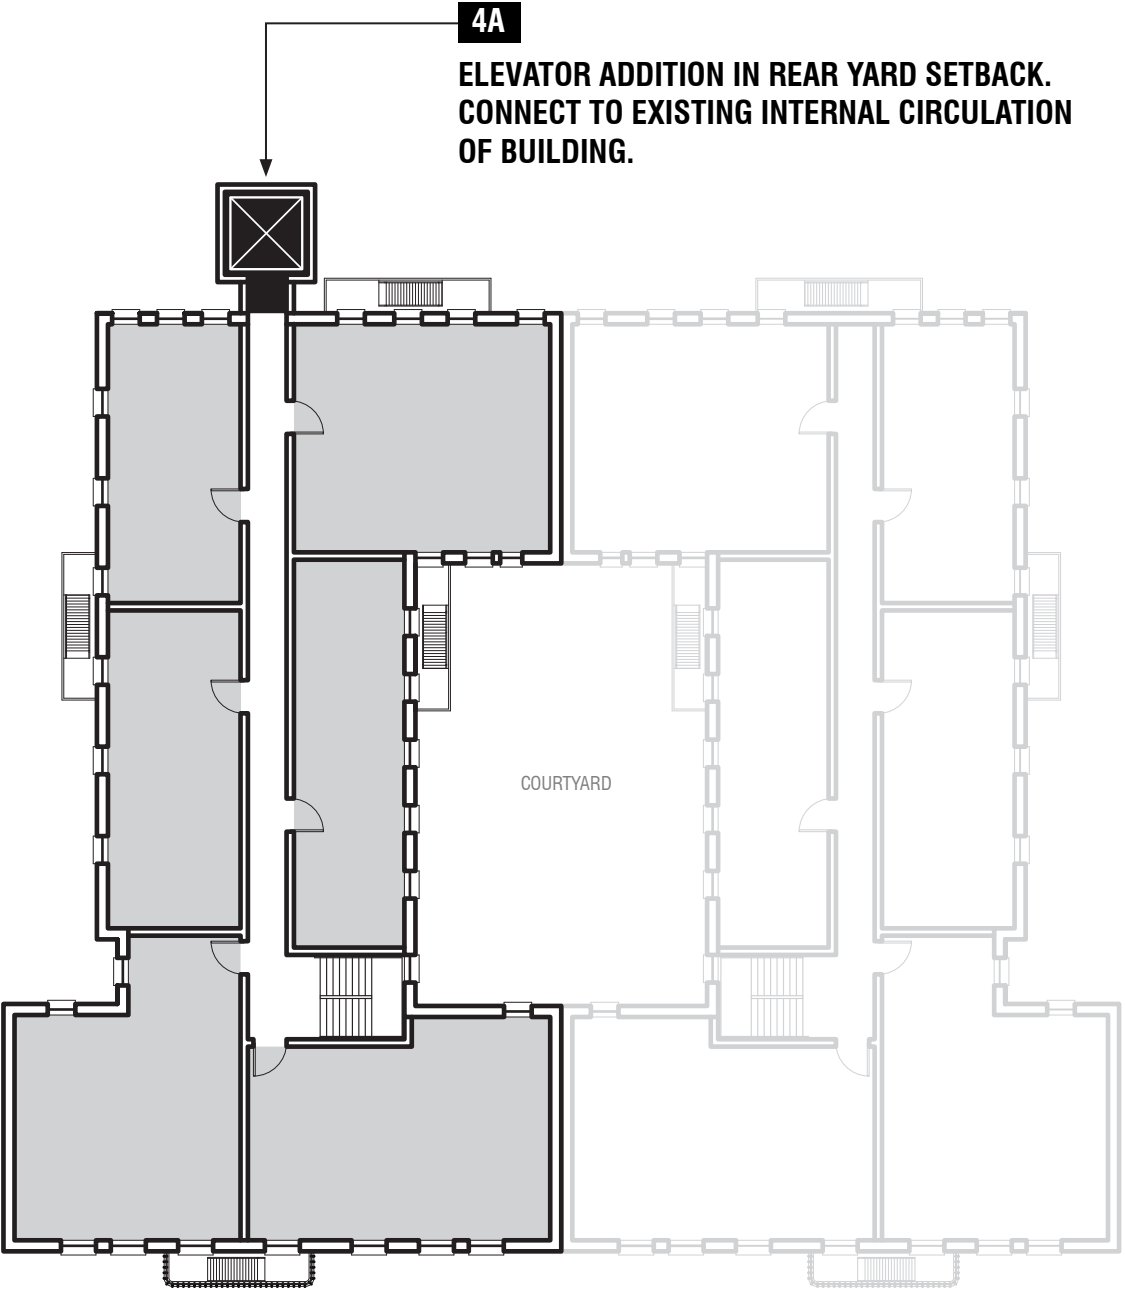 4A
ELEVATOR ADDITION IN REAR YARD SETBACK.
CONNECT TO EXISTING INTERNAL CIRCULATION
OF BUILDING.
COURTYARD